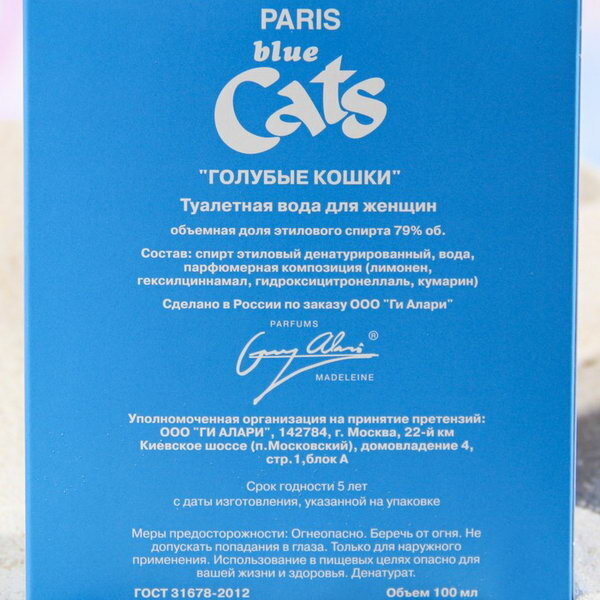 PARIS
blue
Cats
"ГОЛУБЫЕ КОШКИ"
Туалетная вода для женщин
объемная доля этилового спирта 79% об.
Состав: спирт этиловый денатурированный, вода,
парфюмерная композиция (лимонен,
гексилциннамал, гидроксицитронеллаль, кумарин)
Сделано в России по заказу ООО "Ги Алари"
PARFUMS
Guy Alari ®
MADELEINE
Уполномоченная организация на принятие претензий:
ООО "ГИ АЛАРИ", 142784, г. Москва, 22-й км
Киевское шоссе (п.Московский), домовладение 4,
стр.1,блок А
Срок годности 5 лет
с даты изготовления, указанной на упаковке
Меры предосторожности: Огнеопасно. Беречь от огня. Не
допускать попадания в глаза. Только для наружного
применения. Использование в пищевых целях опасно для
вашей жизни и здоровья. Денатурат.
ГОСТ 31678-2012 Объем 100 мл